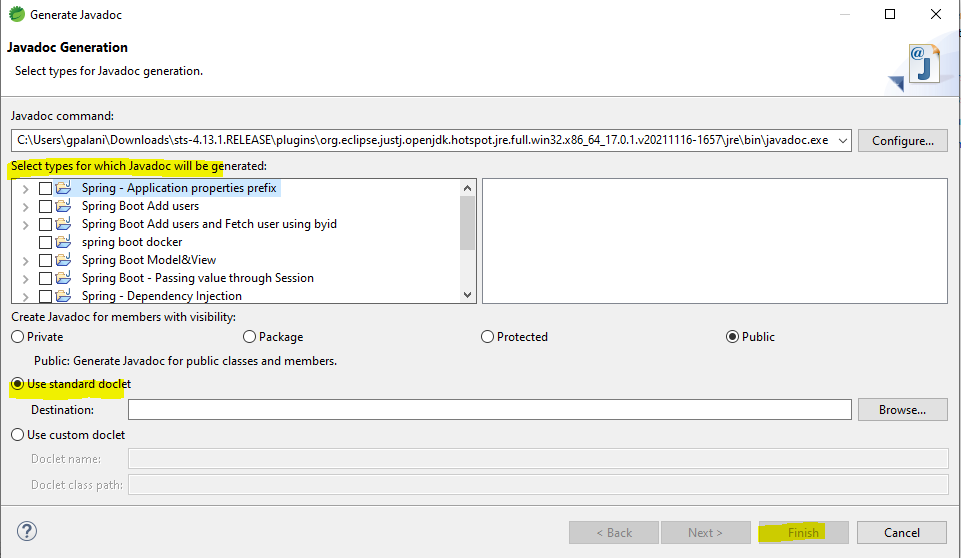 Generate Javadoc
Javadoc Generation
Select types for Javadoc generation.
@
J
Javadoc command:
C:\Users\gpalani\Downloads\sts-4.13.1.RELEASE\plugins\org.eclipse.justj.openjdk.hotspot.jre.full.win32.x86_64_17.0.1.v20211116-1657\jre\bin\javadoc.exe
Configure...
Select types for which Javadoc will be generated:
Spring - Application properties prefix
Spring Boot Add users
Spring Boot Add users and Fetch user using byid
spring boot docker
Spring Boot Model&View
Spring Boot - Passing value through Session
Spring - Dependency Injection
Create Javadoc for members with visibility:
Private Package Protected Public
Public: Generate Javadoc for public classes and members.
Use standard doclet
Destination: Browse...
Use custom doclet
Doclet name:
Doclet class path:
? < Back Next > Finish Cancel